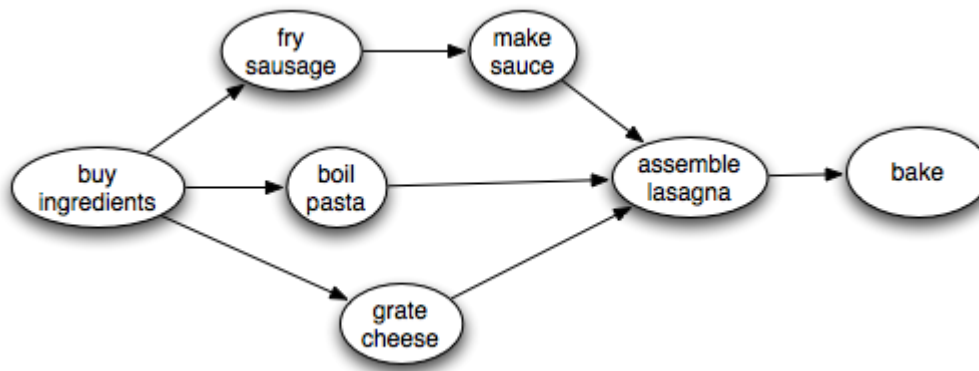 fry
sausage
make
sauce
buy
ingredients
boil
pasta
assemble
lasagna
bake
grate
cheese